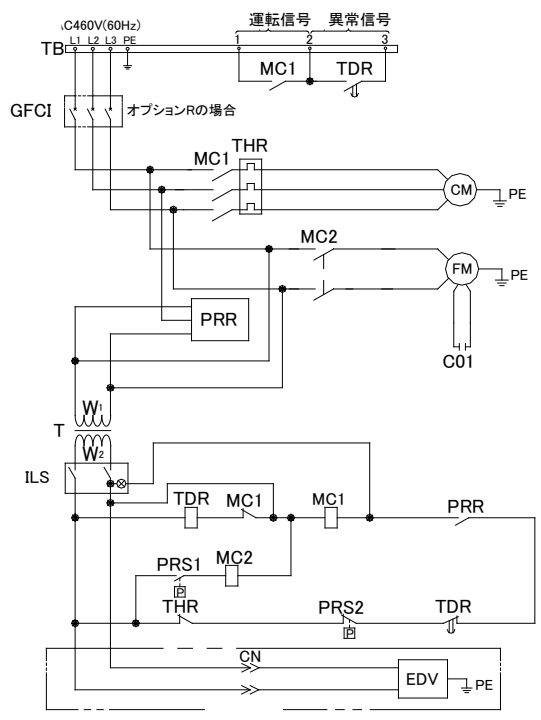 運転信号 異常信号
AC460V(60Hz)
L1 L2 L3 PE 1 2 3
TB
MC1 TDR
GFCI オプションRの場合
THR
MC1
CM PE
MC2
FM PE
PRR
C01
W1
T
W2
ILS
TDR MC1 MC1 PRR
PRS1 MC2
P
THR PRS2 TDR
P
CN
EDV PE